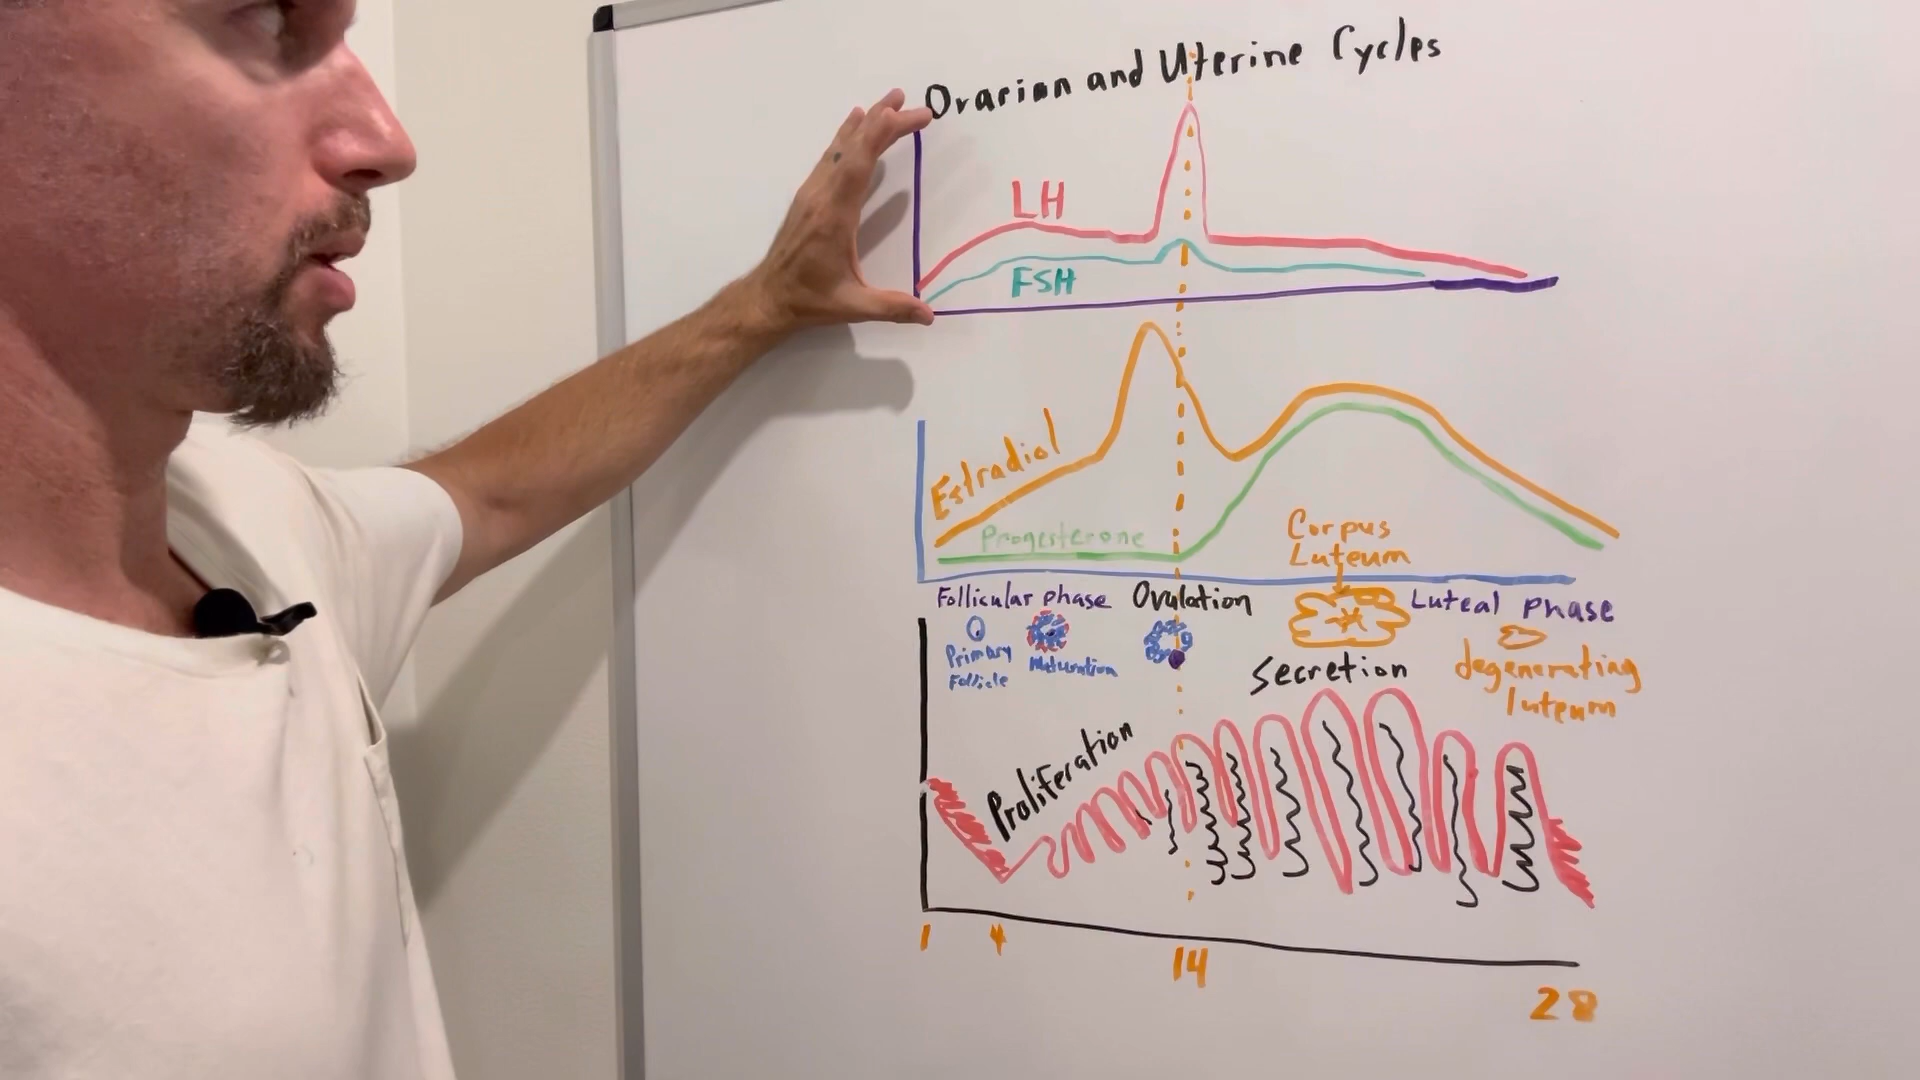 Ovarian and Uterine Cycles
LH
FSH
Estradiol
Progesterone
Corpus
Luteum
Follicular phase
Ovulation
Luteal phase
Primary
Follicle
Maturation
secretion
degenerating
luteum
Proliferation
1
4
14
28